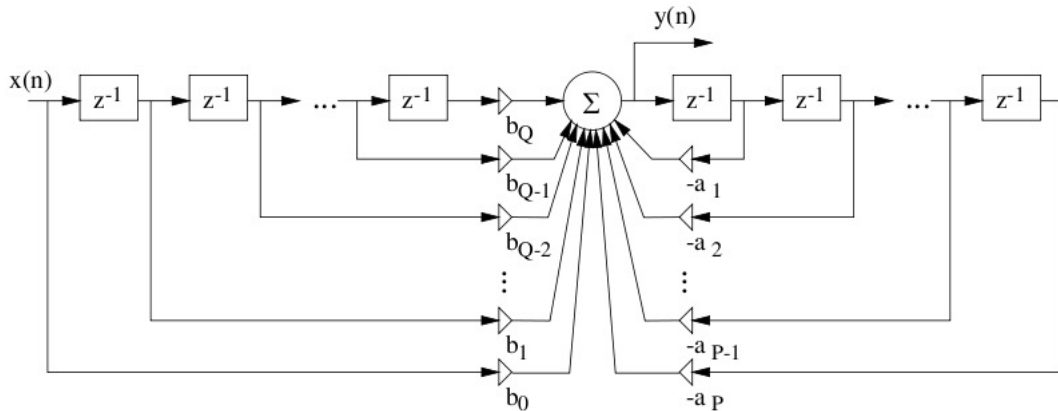 y(n)
x(n)
z-1 z-1 ... z-1 Σ z-1 z-1 ... z-1
bQ
-a 1
bQ-1
-a 2
bQ-2
⋮ ⋮
b1
-a P-1
b0
-a P